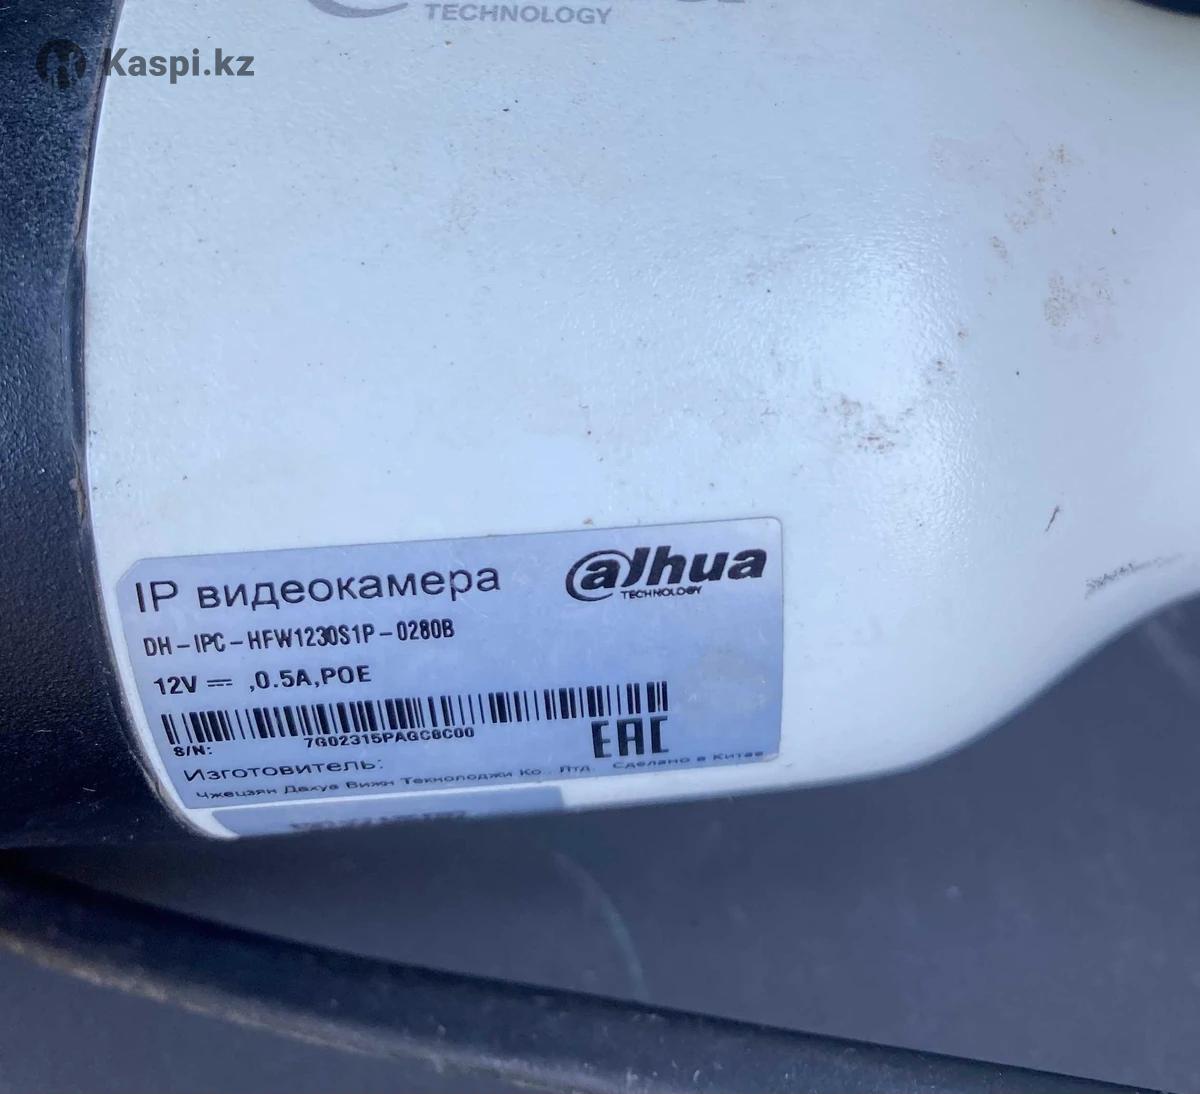 TECHNOLOGY
Kaspi.kz
IP видеокамера
alhua
TECHNOLOGY
DH-IPC-HFW1230S1P-0280B
12V ⎓ ,0.5A,POE
S/N: 7G02315PAGC8C00
EAC
Изготовитель:
Чжецзян Дахуа Вижн Текнолоджи Ко., Лтд. Сделано в Китае